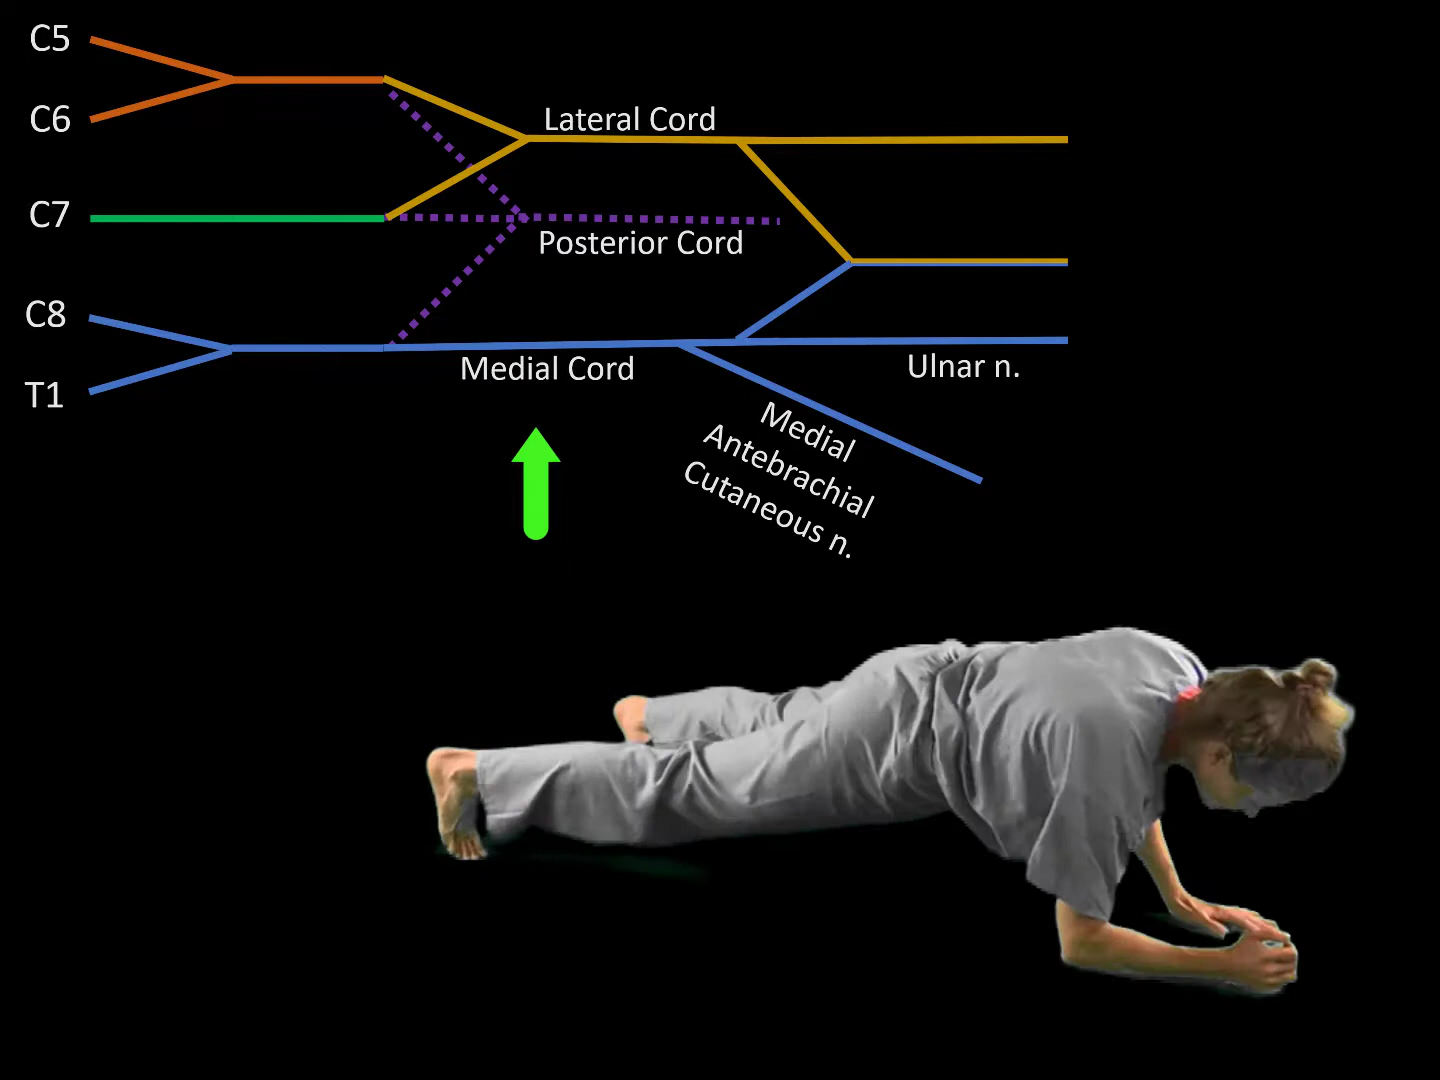 C5
C6
Lateral Cord
C7
Posterior Cord
C8
Medial Cord
Ulnar n.
T1
Medial
Antebrachial
Cutaneous n.